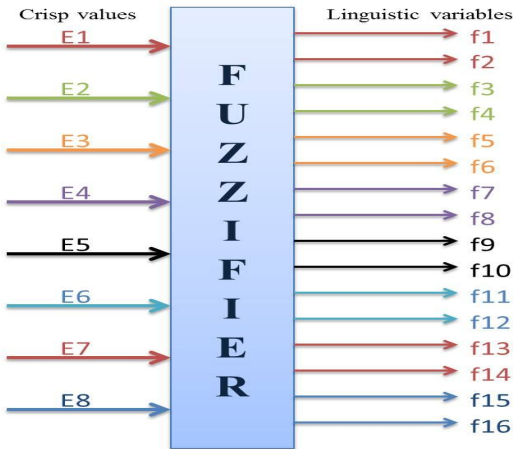 Crisp values
Linguistic variables
E1
E2
E3
E4
E5
E6
E7
E8
FUZZIFIER
f1
f2
f3
f4
f5
f6
f7
f8
f9
f10
f11
f12
f13
f14
f15
f16